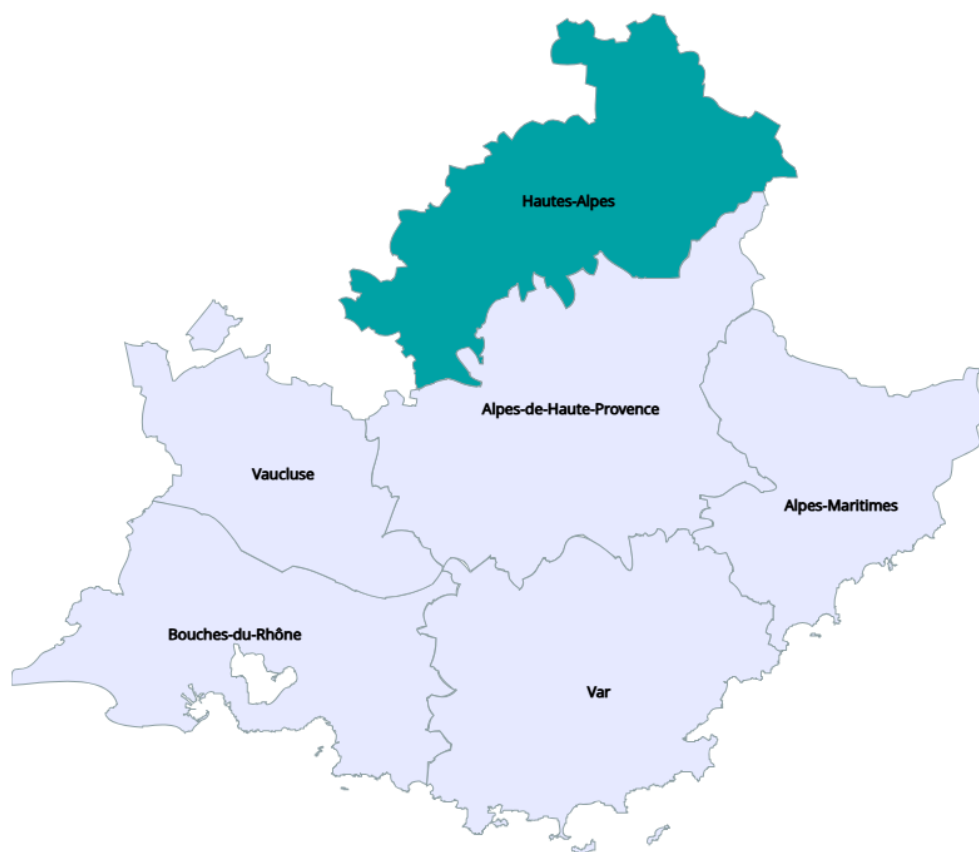 Hautes-Alpes
Alpes-de-Haute-Provence
Vaucluse
Alpes-Maritimes
Bouches-du-Rhône
Var